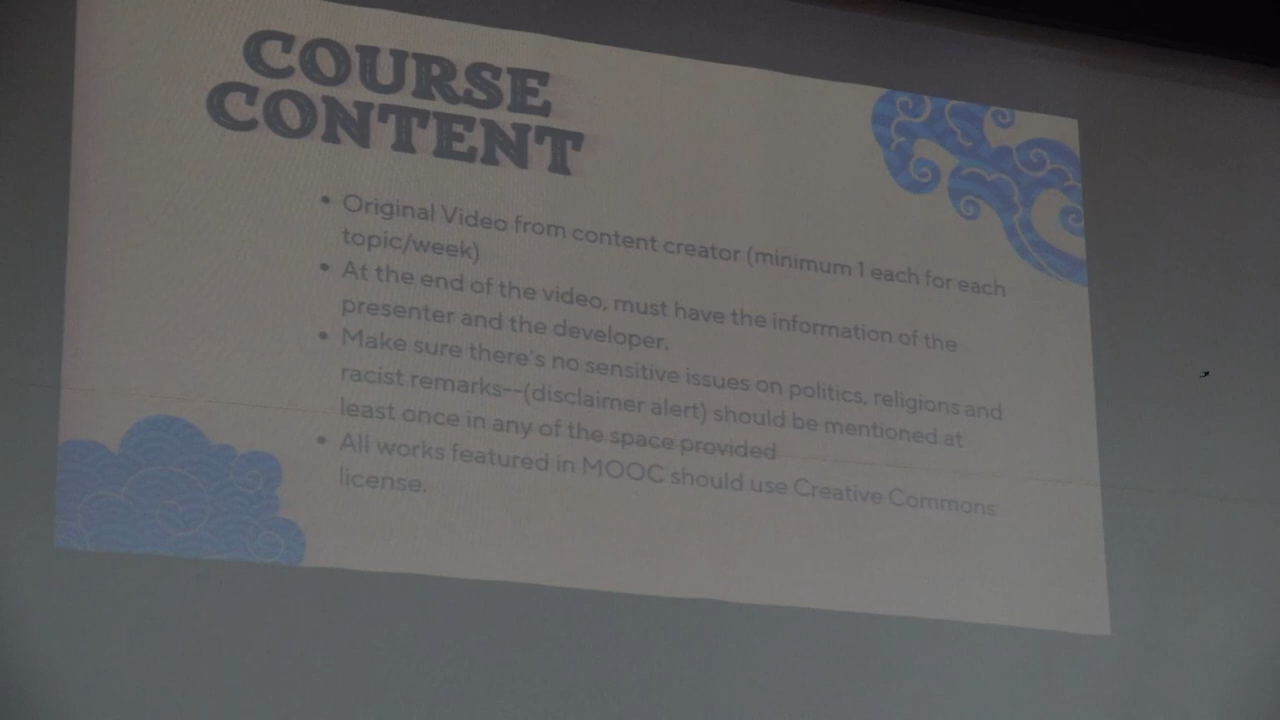 COURSE
CONTENT
• Original Video from content creator (minimum 1 each for each
topic/week)
• At the end of the video, must have the information of the
presenter and the developer.
• Make sure there's no sensitive issues on politics, religions and
racist remarks--(disclaimer alert) should be mentioned at
least once in any of the space provided
• All works featured in MOOC should use Creative Commons
license.